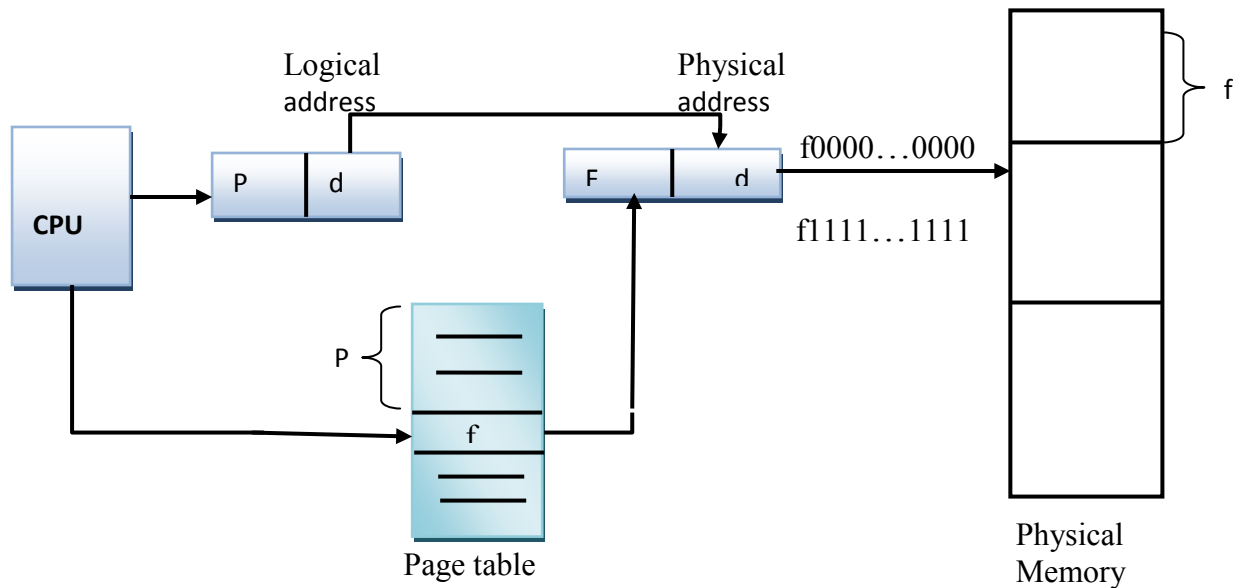 Logical
address
Physical
address
f
f0000…0000
P
d
F
d
CPU
f1111…1111
P
f
Page table
Physical
Memory